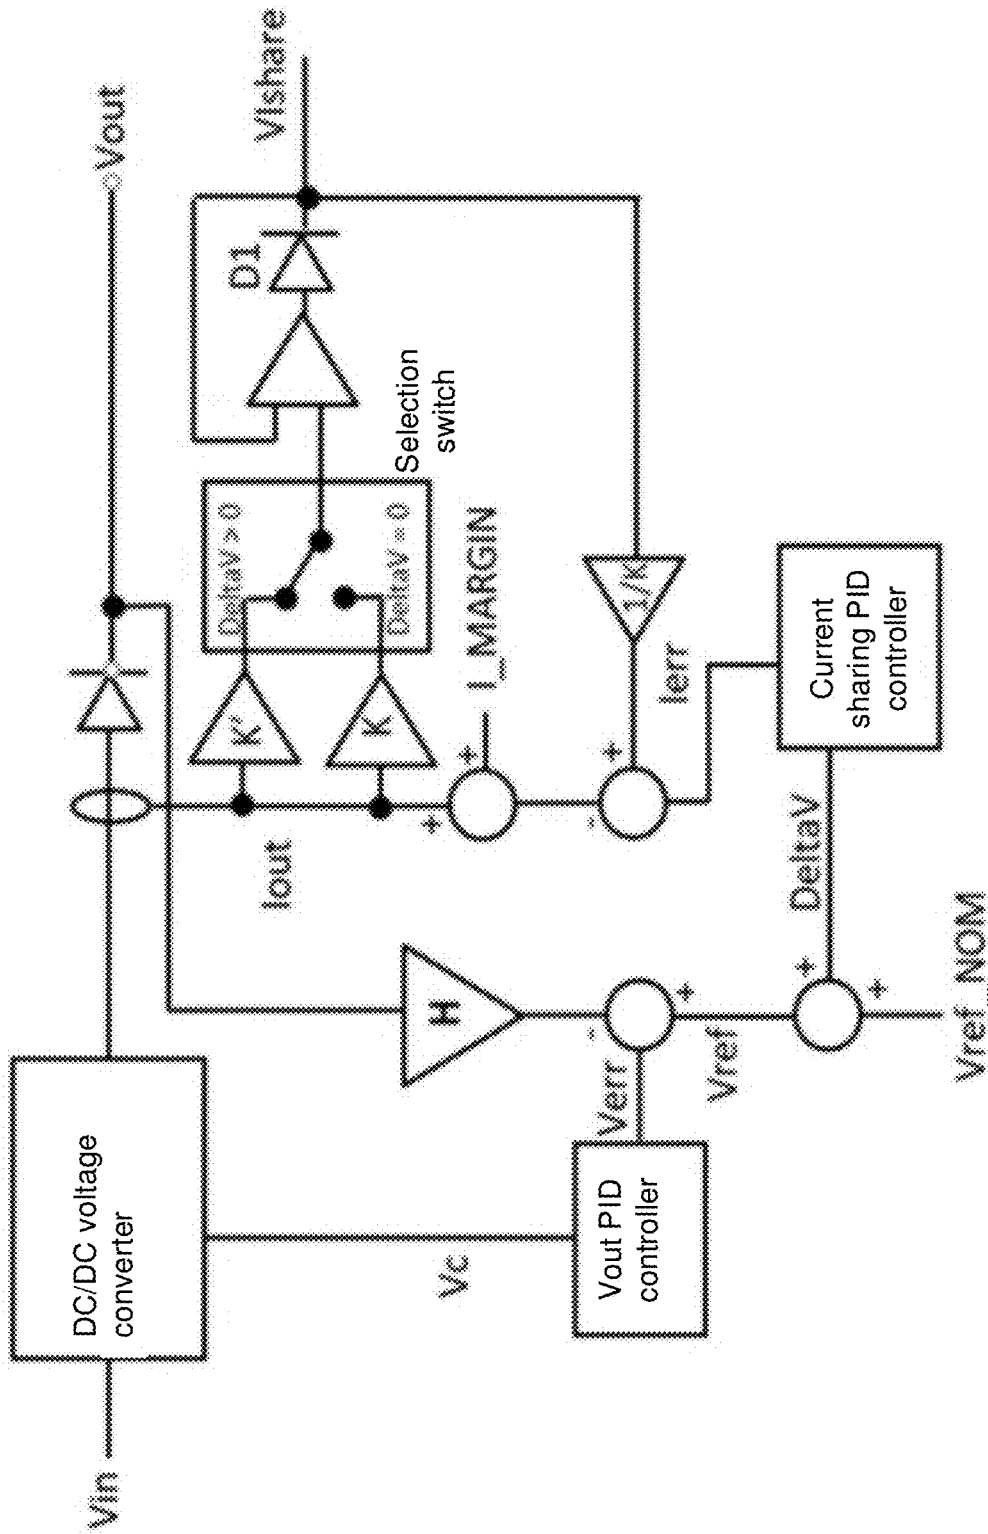 Vin
DC/DC voltage
converter
Vout
Iout
K'
K
DeltaV > 0
DeltaV = 0
Selection
switch
D1
VIshare
I_MARGIN
+
+
1/K
+
-
Ierr
H
Vc
Vout PID
controller
Verr
-
+
Vref
+
+
Vref_NOM
DeltaV
Current
sharing PID
controller